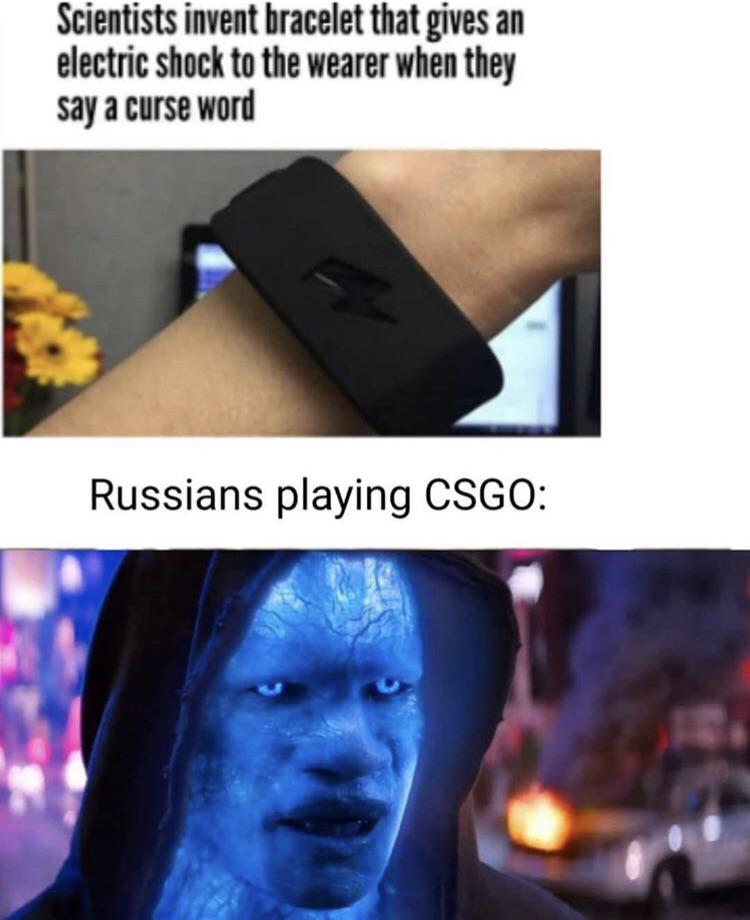 Scientists invent bracelet that gives an
electric shock to the wearer when they
say a curse word
Russians playing CSGO: